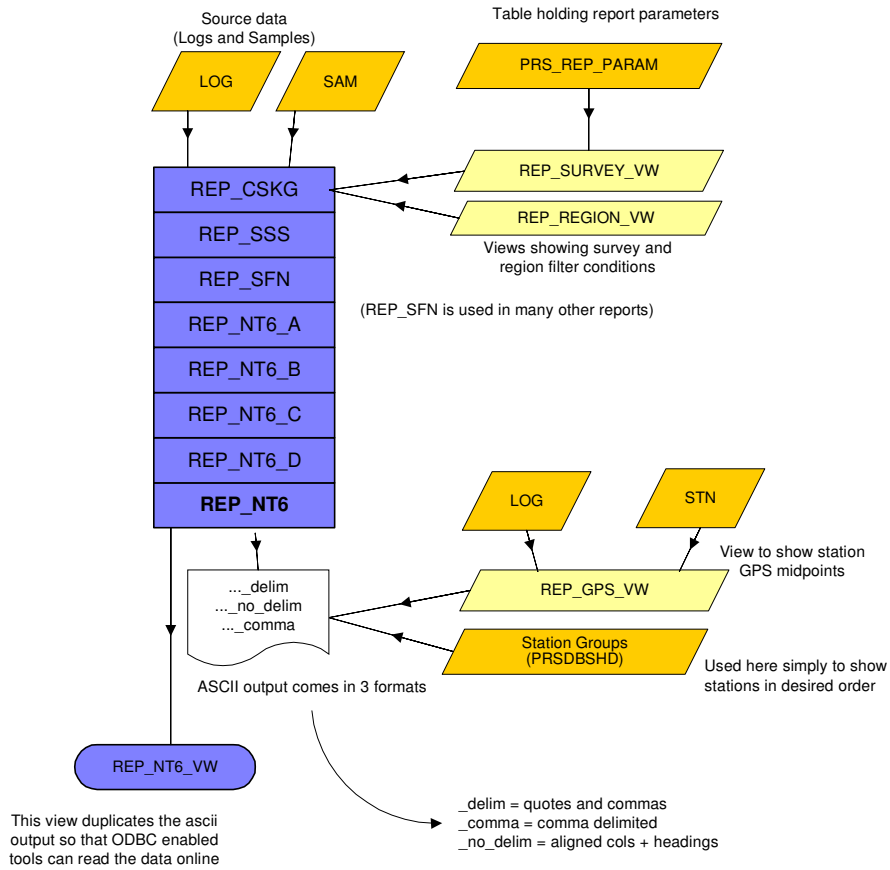 Source data
(Logs and Samples)
Table holding report parameters
LOG
SAM
PRS_REP_PARAM
REP_CSKG
REP_SURVEY_VW
REP_REGION_VW
REP_SSS
Views showing survey and
region filter conditions
REP_SFN
(REP_SFN is used in many other reports)
REP_NT6_A
REP_NT6_B
REP_NT6_C
REP_NT6_D
REP_NT6
LOG
STN
View to show station
GPS midpoints
..._delim
..._no_delim
..._comma
REP_GPS_VW
Station Groups
(PRSDBSHD)
Used here simply to show
stations in desired order
ASCII output comes in 3 formats
REP_NT6_VW
This view duplicates the ascii
output so that ODBC enabled
tools can read the data online
_delim = quotes and commas
_comma = comma delimited
_no_delim = aligned cols + headings